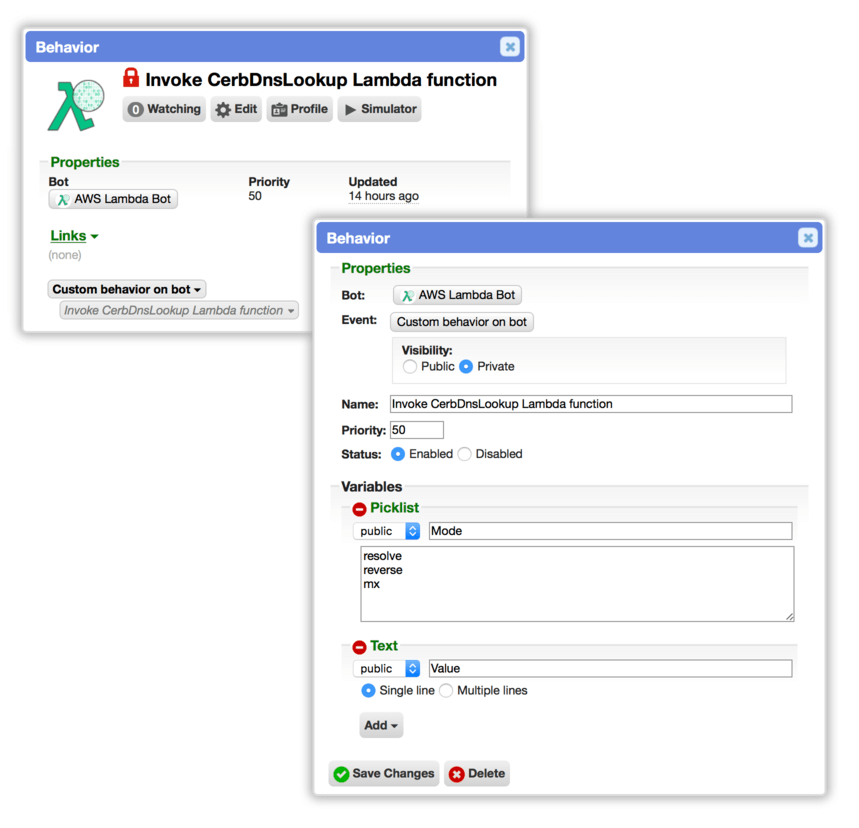 Behavior
Invoke CerbDnsLookup Lambda function
0 Watching Edit Profile Simulator
Properties
Bot Priority Updated
AWS Lambda Bot 50 14 hours ago
Links
(none)
Custom behavior on bot
Invoke CerbDnsLookup Lambda function
Behavior
Properties
Bot: AWS Lambda Bot
Event: Custom behavior on bot
Visibility:
Public Private
Name: Invoke CerbDnsLookup Lambda function
Priority: 50
Status: Enabled Disabled
Variables
Picklist
public Mode
resolve
reverse
mx
Text
public Value
Single line Multiple lines
Add
Save Changes Delete